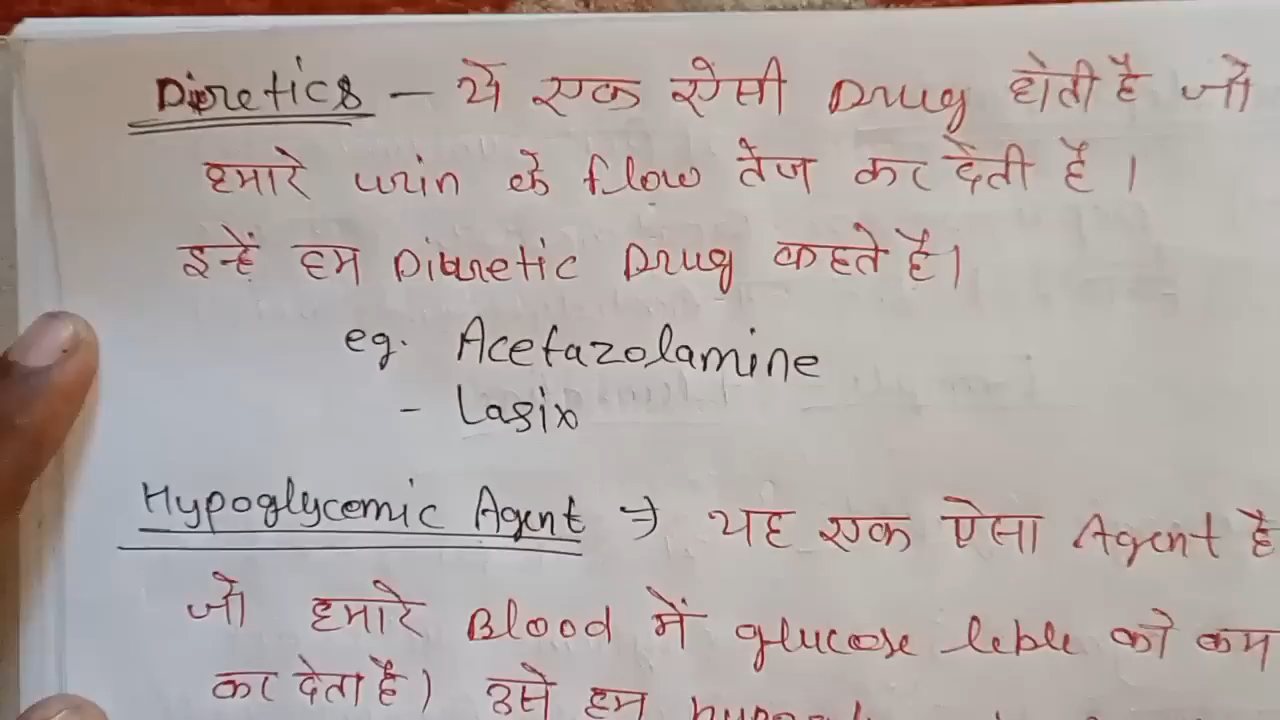 Diuretics – ये एक ऐसी Drug होती है जो
हमारे urin के flow तेज कर देती है ।
इन्हें हम Diuretic Drug कहते है।
eg. Acetazolamine
- Lasix
Hypoglycemic Agent → यह एक ऐसा Agent है
जो हमारे Blood में glucose leble को कम
कर देता है। उसे हम